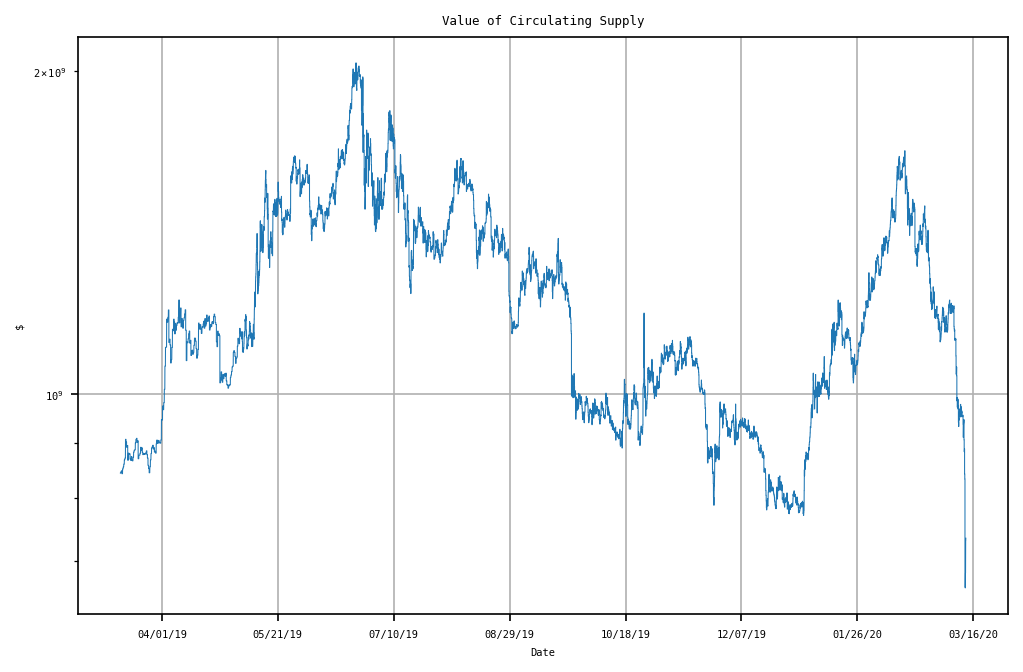 Value of Circulating Supply
2×10⁹
$
10⁹
04/01/19 05/21/19 07/10/19 08/29/19 10/18/19 12/07/19 01/26/20 03/16/20
Date